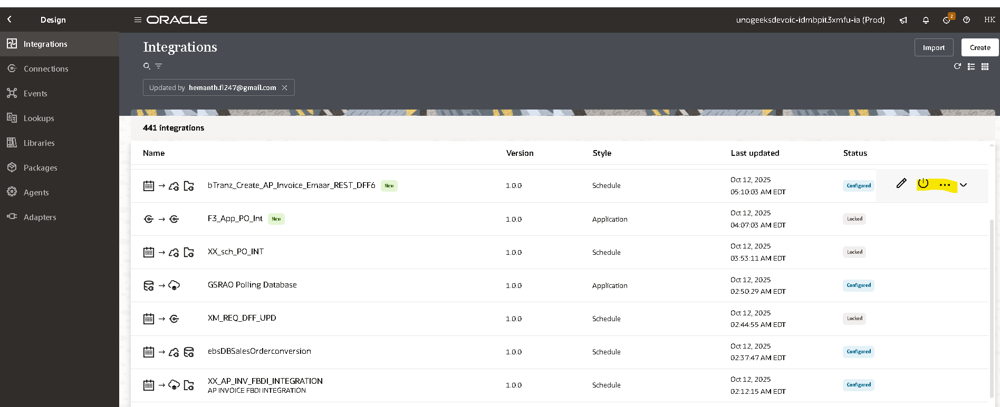 Design
ORACLE
unogeeksdevoic-idmbpit3xmfu-ia (Prod)
2
HK
Integrations
Connections
Events
Lookups
Libraries
Packages
Agents
Adapters
Integrations
Import
Create
Updated by hemanth.fl247@gmail.com
441 integrations
Name Version Style Last updated Status
bTranz_Create_AP_Invoice_Emaar_REST_DFF6 New 1.0.0 Schedule Oct 12, 2025 Configured
05:10:03 AM EDT
F3_App_PO_Int New 1.0.0 Application Oct 12, 2025 Locked
04:07:03 AM EDT
XX_sch_PO_INT 1.0.0 Schedule Oct 12, 2025 Locked
03:53:11 AM EDT
GSRAO Polling Database 1.0.0 Application Oct 12, 2025 Configured
02:50:29 AM EDT
XM_REQ_DFF_UPD 1.0.0 Schedule Oct 12, 2025 Locked
02:44:55 AM EDT
ebsDBSalesOrderconversion 1.0.0 Schedule Oct 12, 2025 Configured
02:37:47 AM EDT
XX_AP_INV_FBDI_INTEGRATION 1.0.0 Schedule Oct 12, 2025 Configured
AP INVOICE FBDI INTEGRATION 02:12:15 AM EDT